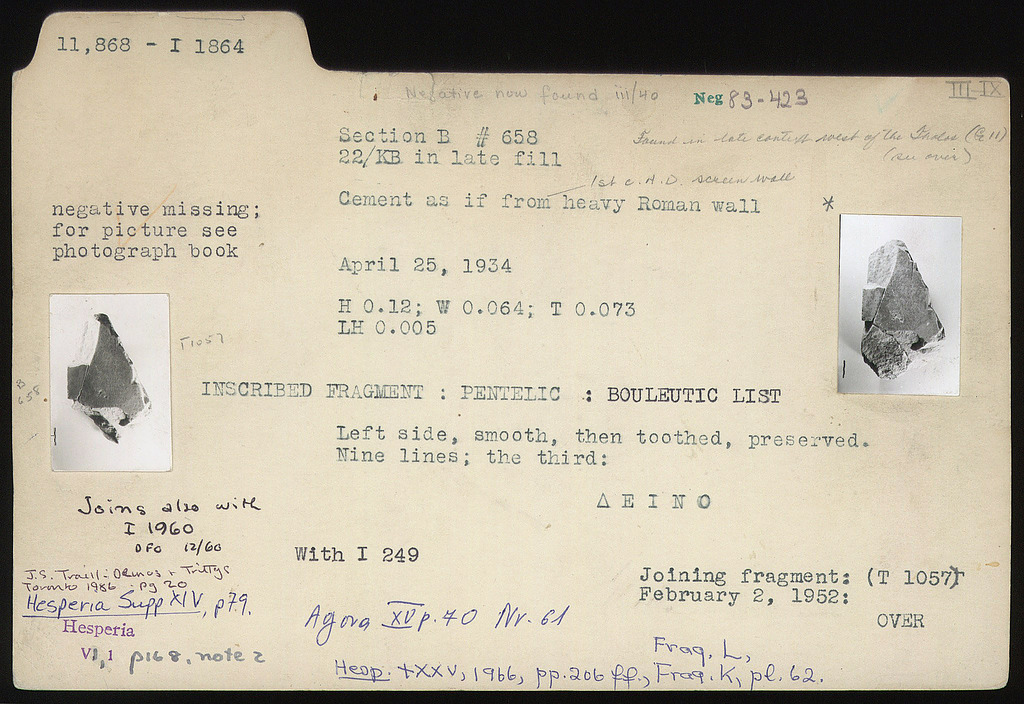 11,868 - I 1864
Negative now found iii/40
Neg 83-423
III-IX
Section B # 658
22/KB in late fill
Found in late context west of the Tholos (G 11)
(see over)
1st c. A.D. screen wall
Cement as if from heavy Roman wall
*
negative missing;
for picture see
photograph book
April 25, 1934
H 0.12; W 0.064; T 0.073
LH 0.005
T1057
B
658.
INSCRIBED FRAGMENT : PENTELIC : BOULEUTIC LIST
Left side, smooth, then toothed, preserved.
Nine lines; the third:
Δ Ε Ι Ν Ο
Joins also with
I 1960
DFO 12/60
With I 249
J.S. Traill: Demos + Trittys
Toronto 1986 : pg 20
Hesperia Supp XIV, p79.
Hesperia
VI, 1 p168, note 2
Joining fragment: (T 1057)
February 2, 1952:
OVER
Agora XV p. 40 Nr. 61
Frag. L,
Hesp. XXXV, 1966, pp. 206 ff., Frag. K, pl. 62.